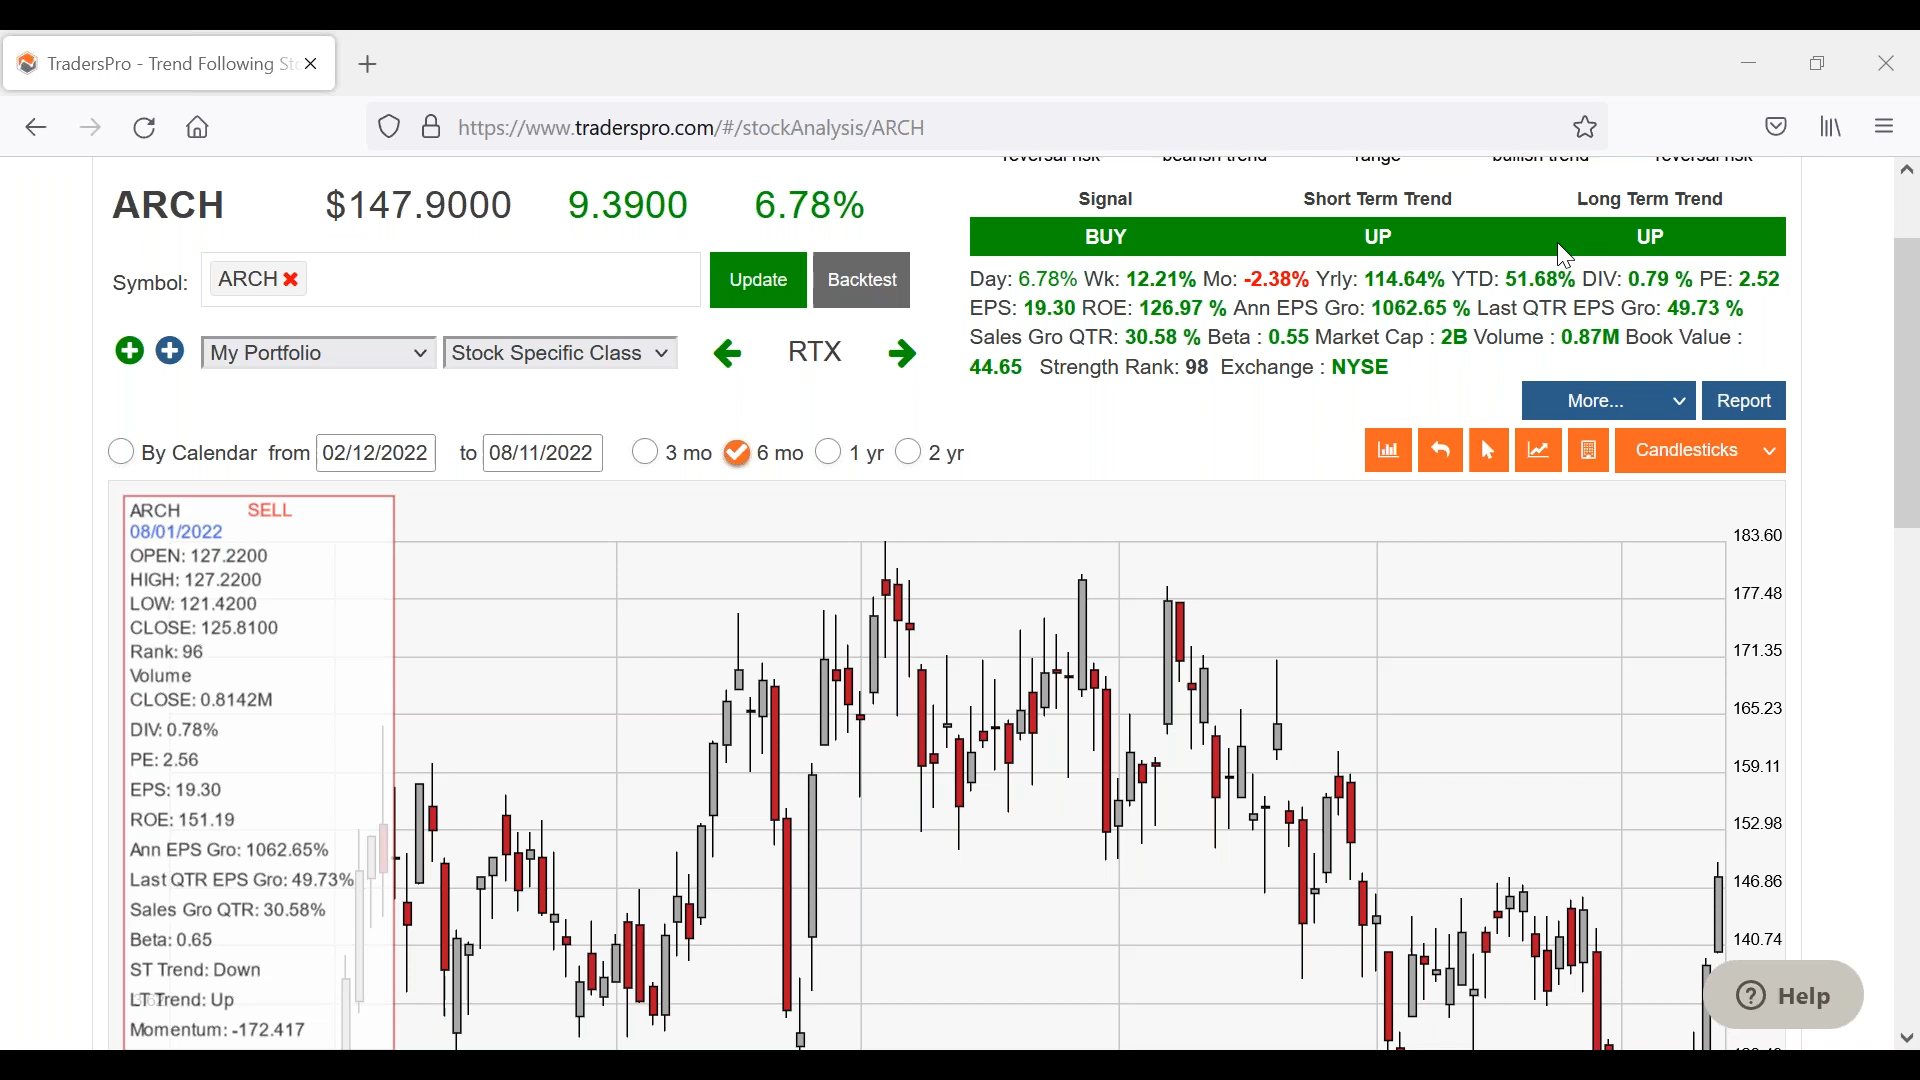 TradersPro - Trend Following Sto
https://www.traderspro.com/#/stockAnalysis/ARCH
reversal risk bearish trend range bullish trend reversal risk
ARCH $147.9000 9.3900 6.78%
Signal Short Term Trend Long Term Trend
BUY UP UP
Symbol: ARCH Update Backtest
Day: 6.78% Wk: 12.21% Mo: -2.38% Yrly: 114.64% YTD: 51.68% DIV: 0.79 % PE: 2.52
EPS: 19.30 ROE: 126.97 % Ann EPS Gro: 1062.65 % Last QTR EPS Gro: 49.73 %
Sales Gro QTR: 30.58 % Beta : 0.55 Market Cap : 2B Volume : 0.87M Book Value :
44.65 Strength Rank: 98 Exchange : NYSE
My Portfolio Stock Specific Class RTX
More... Report
By Calendar from 02/12/2022 to 08/11/2022 3 mo 6 mo 1 yr 2 yr
Candlesticks
ARCH SELL
08/01/2022
OPEN: 127.2200
HIGH: 127.2200
LOW: 121.4200
CLOSE: 125.8100
Rank: 96
Volume
CLOSE: 0.8142M
DIV: 0.78%
PE: 2.56
EPS: 19.30
ROE: 151.19
Ann EPS Gro: 1062.65%
Last QTR EPS Gro: 49.73%
Sales Gro QTR: 30.58%
Beta: 0.65
ST Trend: Down
LT Trend: Up
Momentum: -172.417
183.60
177.48
171.35
165.23
159.11
152.98
146.86
140.74
Help